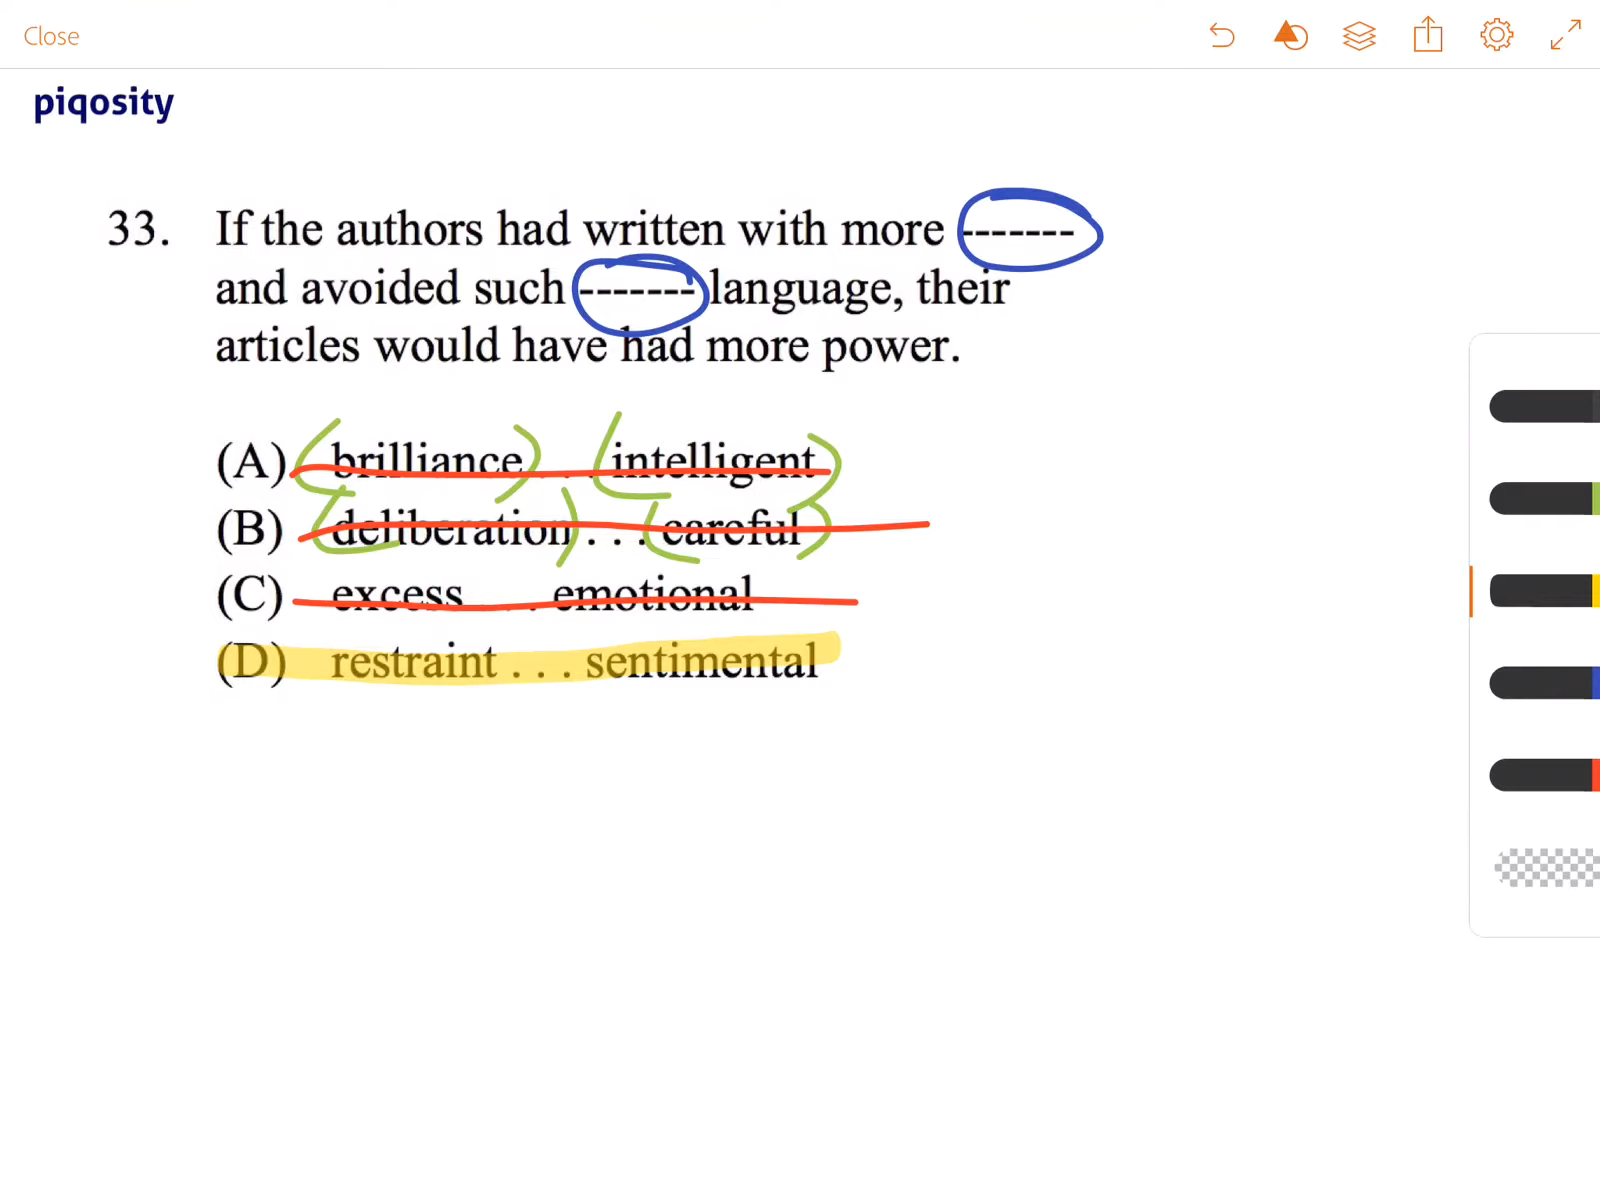 Close
piqosity
33. If the authors had written with more -------
and avoided such ------- language, their
articles would have had more power.
(A) brilliance . . . intelligent
(B) deliberation . . . careful
(C) excess . . . emotional
(D) restraint . . . sentimental